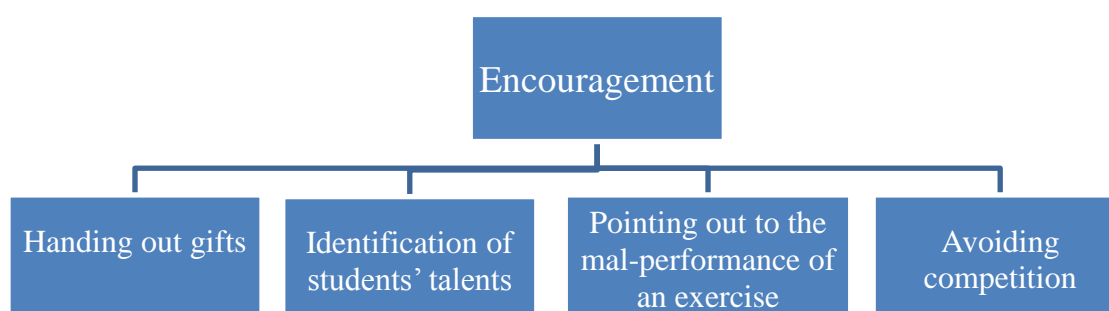 Encouragement
Handing out gifts
Identification of
students’ talents
Pointing out to the
mal-performance of
an exercise
Avoiding
competition